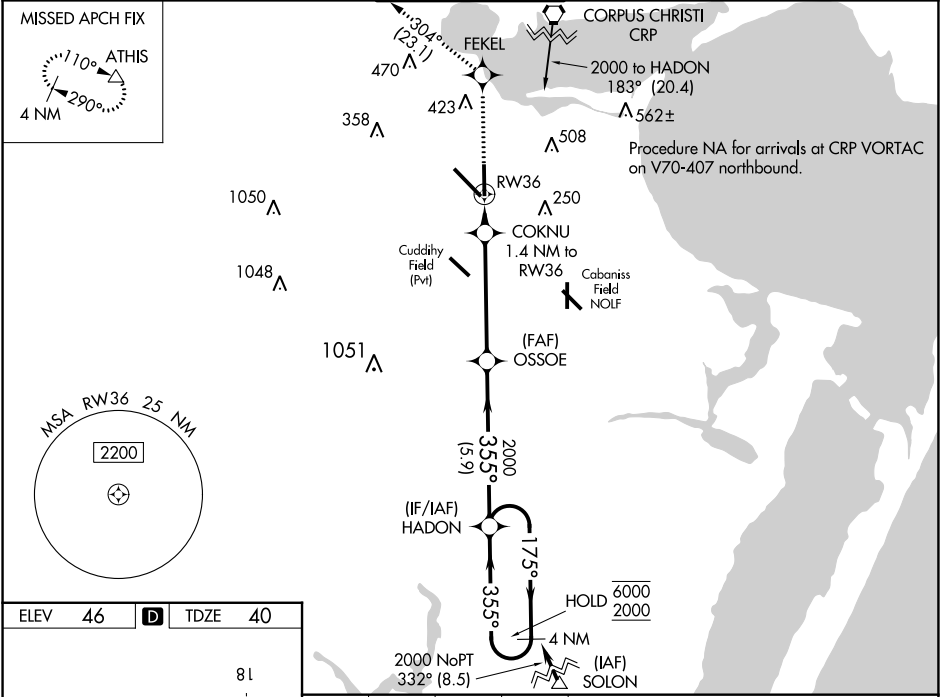 MISSED APCH FIX
110° ATHIS
290°
4 NM
304°
(23.1)
FEKEL
CORPUS CHRISTI
CRP
2000 to HADON
183° (20.4)
470
423
562±
358
508
Procedure NA for arrivals at CRP VORTAC
on V70-407 northbound.
RW36
1050
250
COKNU
1.4 NM to
RW36
Cuddihy
Field
(Pvt)
Cabaniss
Field
NOLF
1048
(FAF)
OSSOE
1051
MSA RW36 25 NM
2200
2000
355°
(5.9)
(IF/IAF)
HADON
175°
355°
HOLD 6000
2000
4 NM
2000 NoPT
332° (8.5)
(IAF)
SOLON
ELEV 46 D TDZE 40
18